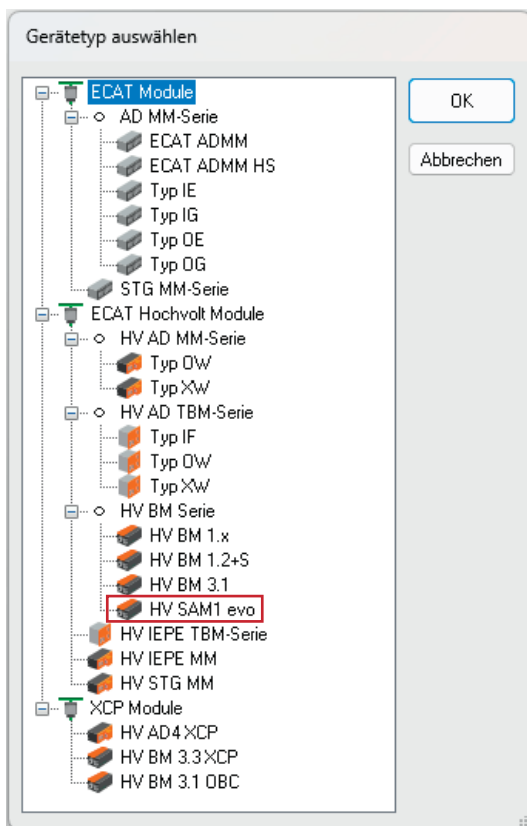 Gerätetyp auswählen
ECAT Module
AD MM-Serie
ECAT ADMM
ECAT ADMM HS
Typ IE
Typ IG
Typ OE
Typ OG
STG MM-Serie
ECAT Hochvolt Module
HV AD MM-Serie
Typ OW
Typ XW
HV AD TBM-Serie
Typ IF
Typ OW
Typ XW
HV BM Serie
HV BM 1.x
HV BM 1.2+S
HV BM 3.1
HV SAM1 evo
HV IEPE TBM-Serie
HV IEPE MM
HV STG MM
XCP Module
HV AD4 XCP
HV BM 3.3 XCP
HV BM 3.1 OBC
OK
Abbrechen